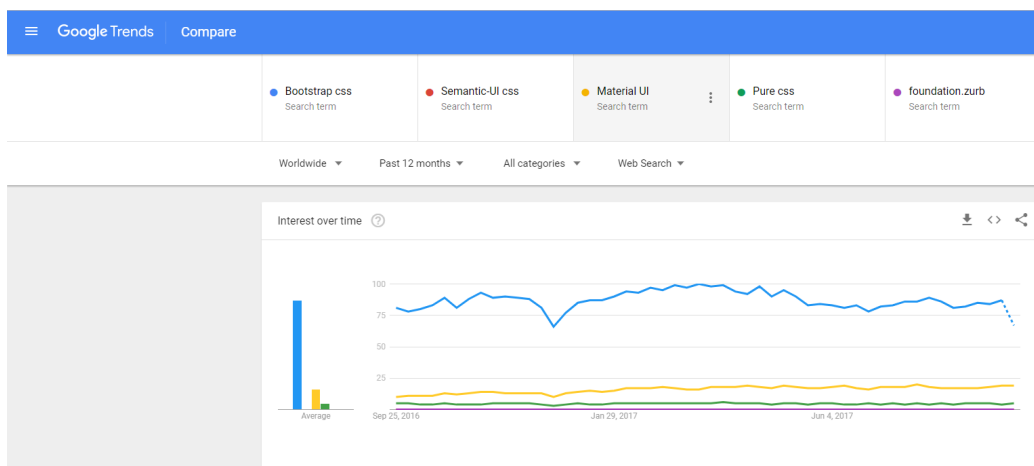 Google Trends Compare
Bootstrap css Semantic-UI css Material UI Pure css foundation.zurb
Search term Search term Search term Search term Search term
Worldwide Past 12 months All categories Web Search
Interest over time ?
100
75
50
25
Average Sep 25, 2016 Jan 29, 2017 Jun 4, 2017